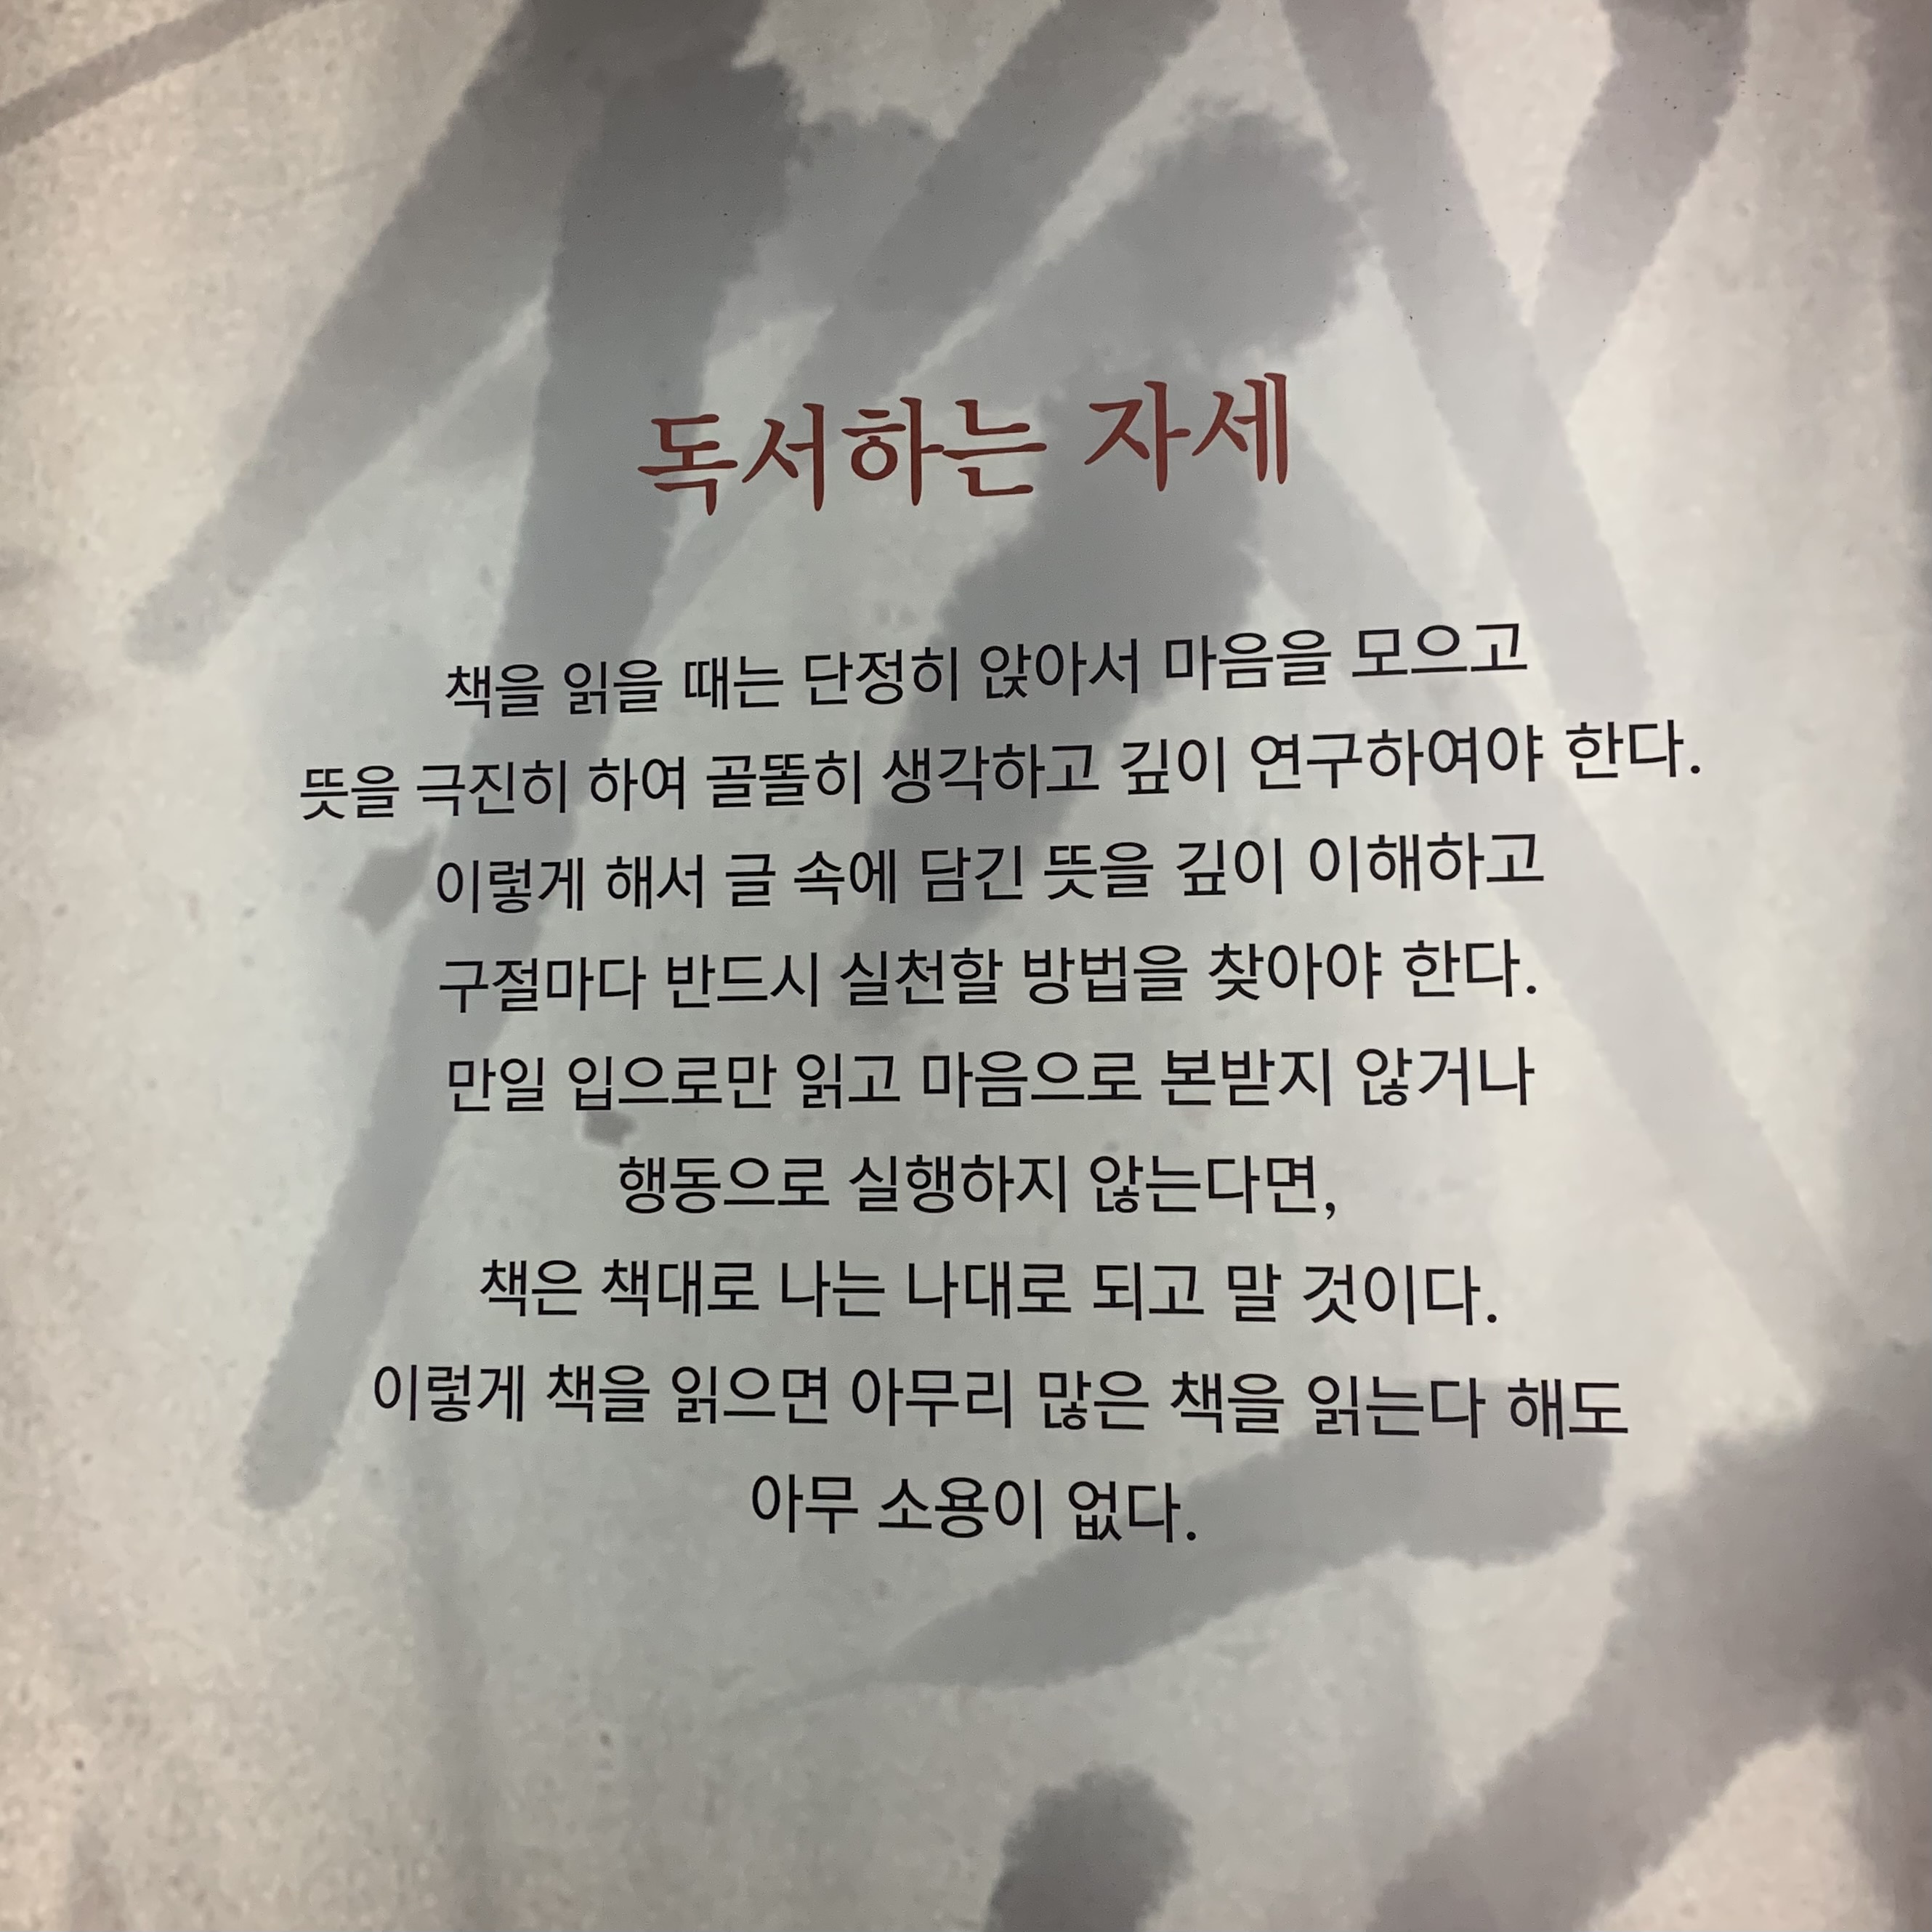 독서하는 자세
책을 읽을 때는 단정히 앉아서 마음을 모으고
뜻을 극진히 하여 골똘히 생각하고 깊이 연구하여야 한다.
이렇게 해서 글 속에 담긴 뜻을 깊이 이해하고
구절마다 반드시 실천할 방법을 찾아야 한다.
만일 입으로만 읽고 마음으로 본받지 않거나
행동으로 실행하지 않는다면,
책은 책대로 나는 나대로 되고 말 것이다.
이렇게 책을 읽으면 아무리 많은 책을 읽는다 해도
아무 소용이 없다.